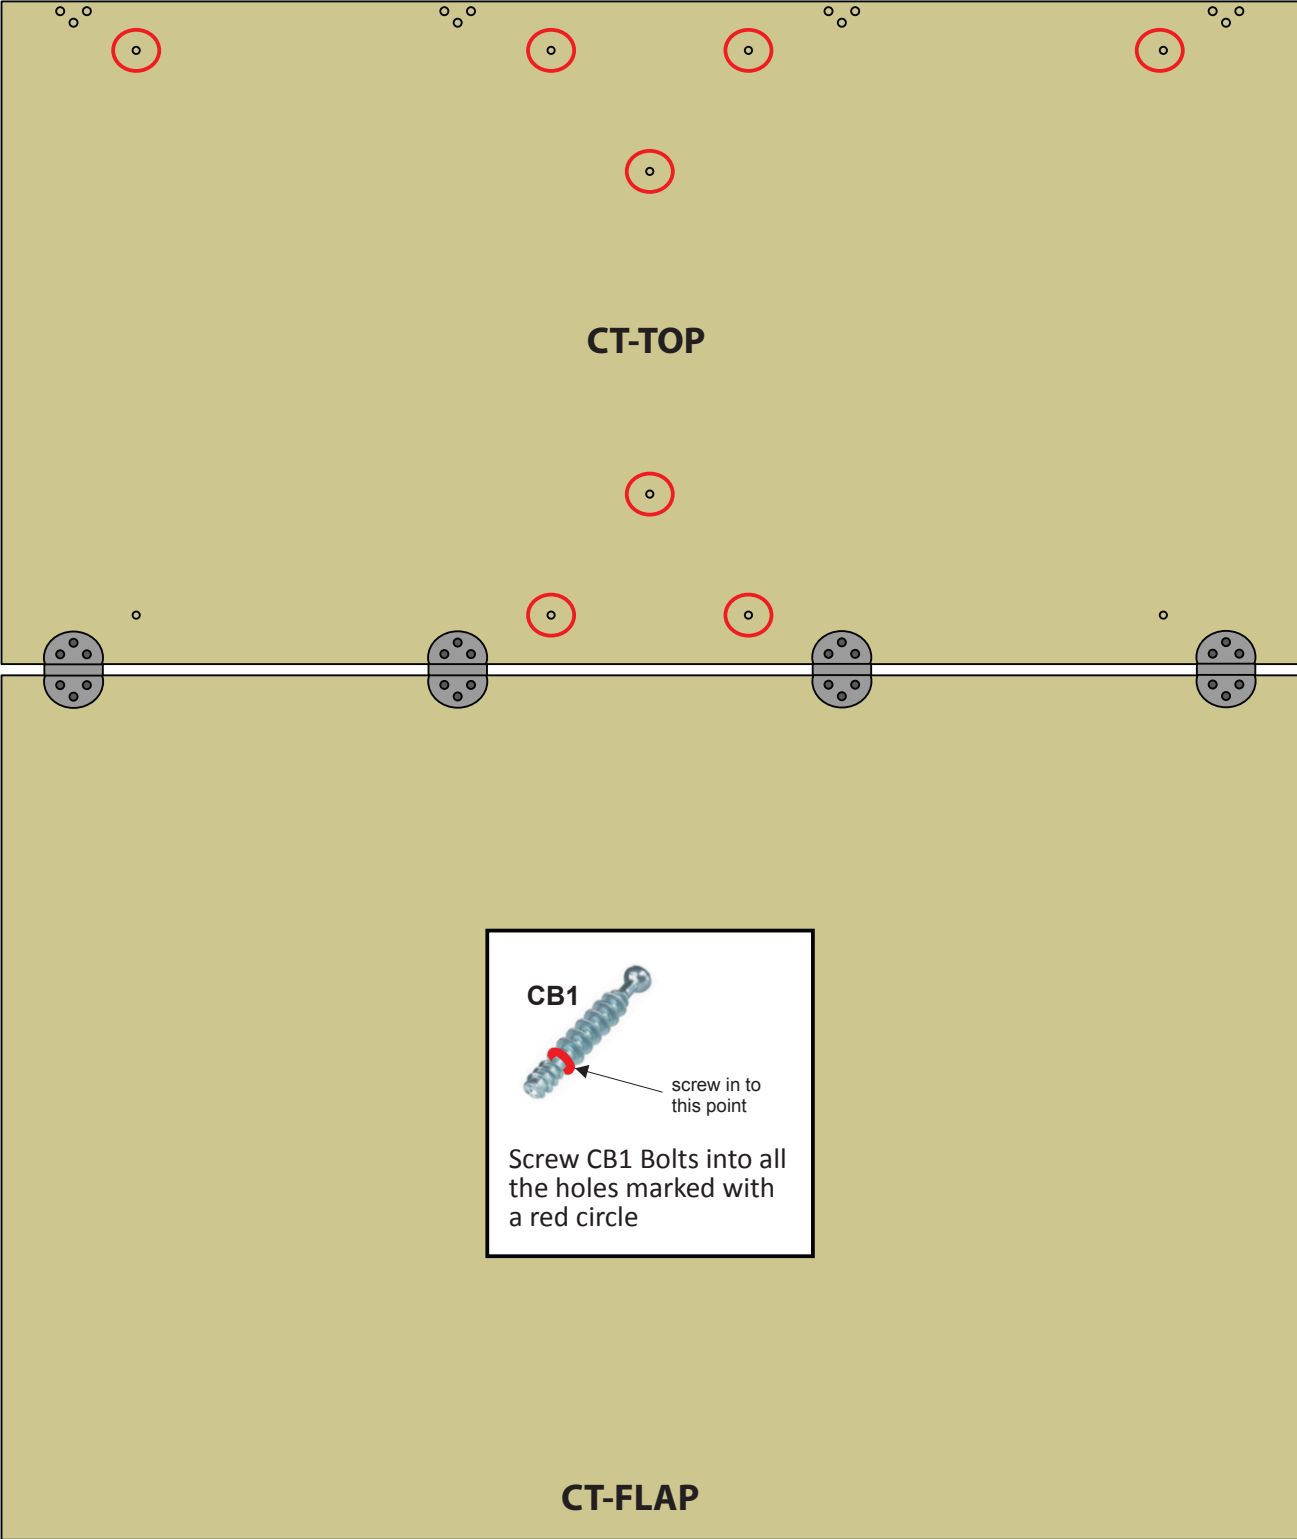 CT-TOP
CB1
screw in to
this point
Screw CB1 Bolts into all
the holes marked with
a red circle
CT-FLAP